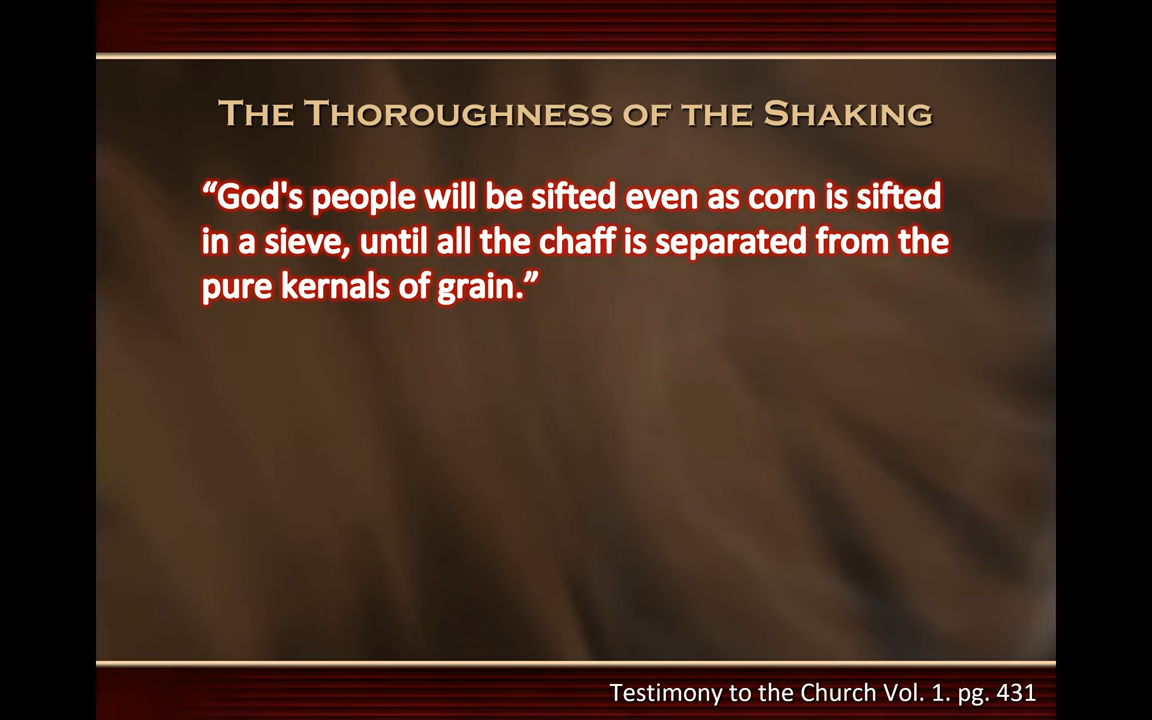 The Thoroughness of the Shaking
“God's people will be sifted even as corn is sifted
in a sieve, until all the chaff is separated from the
pure kernals of grain.”
Testimony to the Church Vol. 1. pg. 431